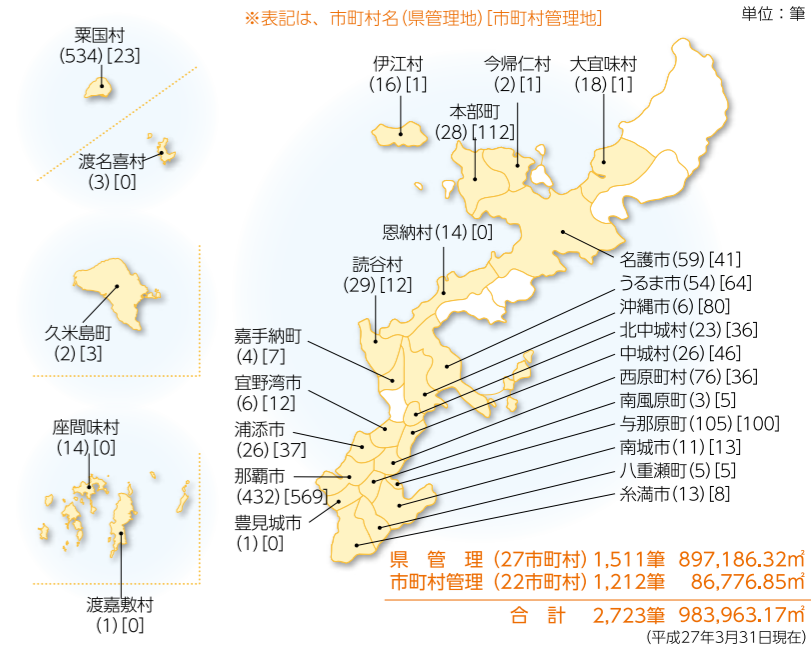 ※表記は、市町村名(県管理地)[市町村管理地]
単位：筆
粟国村
(534)[23]
渡名喜村
(3)[0]
久米島町
(2)[3]
座間味村
(14)[0]
渡嘉敷村
(1)[0]
伊江村
(16)[1]
今帰仁村
(2)[1]
大宜味村
(18)[1]
本部町
(28)[112]
恩納村(14)[0]
読谷村
(29)[12]
嘉手納町
(4)[7]
宜野湾市
(6)[12]
浦添市
(26)[37]
那覇市
(432)[569]
豊見城市
(1)[0]
名護市(59)[41]
うるま市(54)[64]
沖縄市(6)[80]
北中城村(23)[36]
中城村(26)[46]
西原町村(76)[36]
南風原町(3)[5]
与那原町(105)[100]
南城市(11)[13]
八重瀬町(5)[5]
糸満市(13)[8]
県管理(27市町村) 1,511筆 897,186.32㎡
市町村管理(22市町村) 1,212筆 86,776.85㎡
合計 2,723筆 983,963.17㎡
(平成27年3月31日現在)